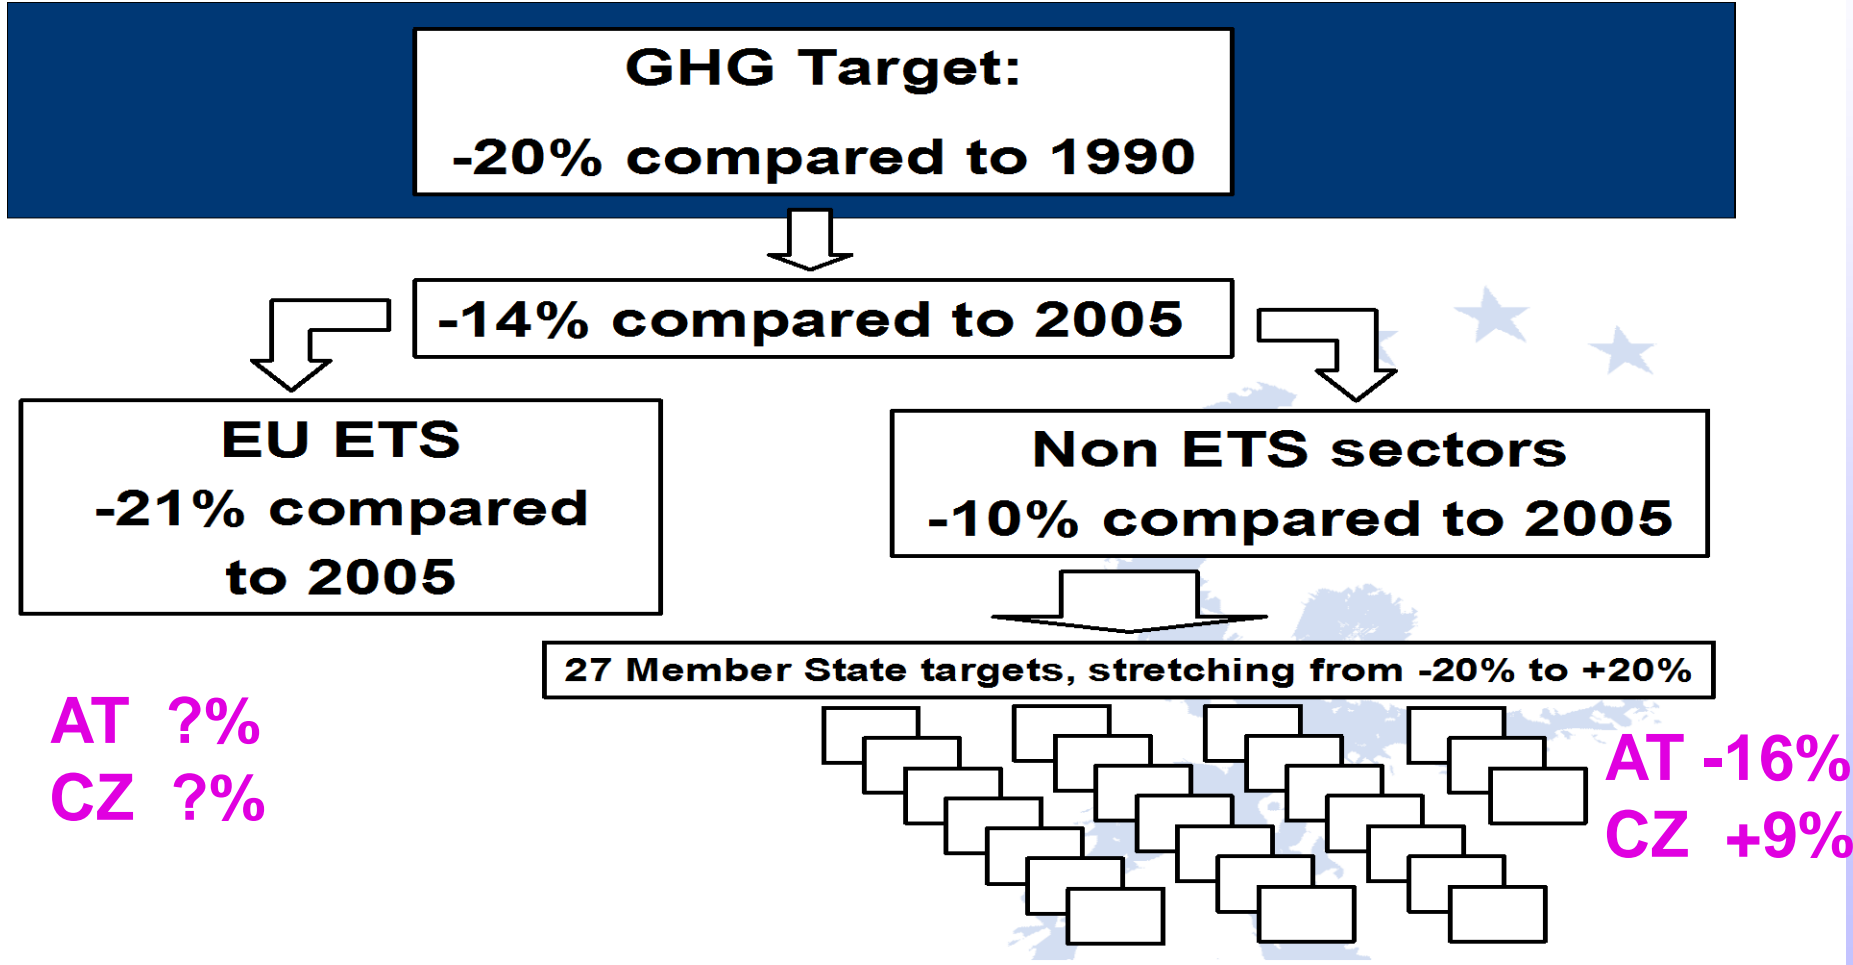 GHG Target:
-20% compared to 1990
-14% compared to 2005
EU ETS
-21% compared
to 2005
Non ETS sectors
-10% compared to 2005
27 Member State targets, stretching from -20% to +20%
AT ?%
CZ ?%
AT -16%
CZ +9%